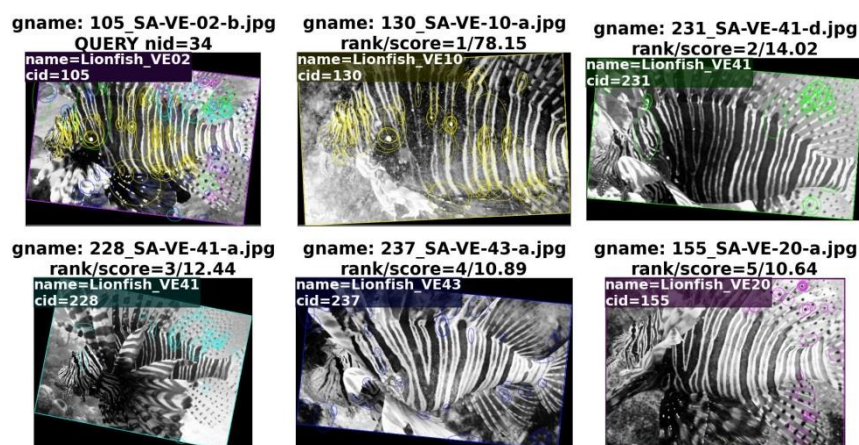 gname: 105_SA-VE-02-b.jpg
QUERY nid=34
name=Lionfish_VE02
cid=105
gname: 130_SA-VE-10-a.jpg
rank/score=1/78.15
name=Lionfish_VE10
cid=130
gname: 231_SA-VE-41-d.jpg
rank/score=2/14.02
name=Lionfish_VE41
cid=231
gname: 228_SA-VE-41-a.jpg
rank/score=3/12.44
name=Lionfish_VE41
cid=228
gname: 237_SA-VE-43-a.jpg
rank/score=4/10.89
name=Lionfish_VE43
cid=237
gname: 155_SA-VE-20-a.jpg
rank/score=5/10.64
name=Lionfish_VE20
cid=155